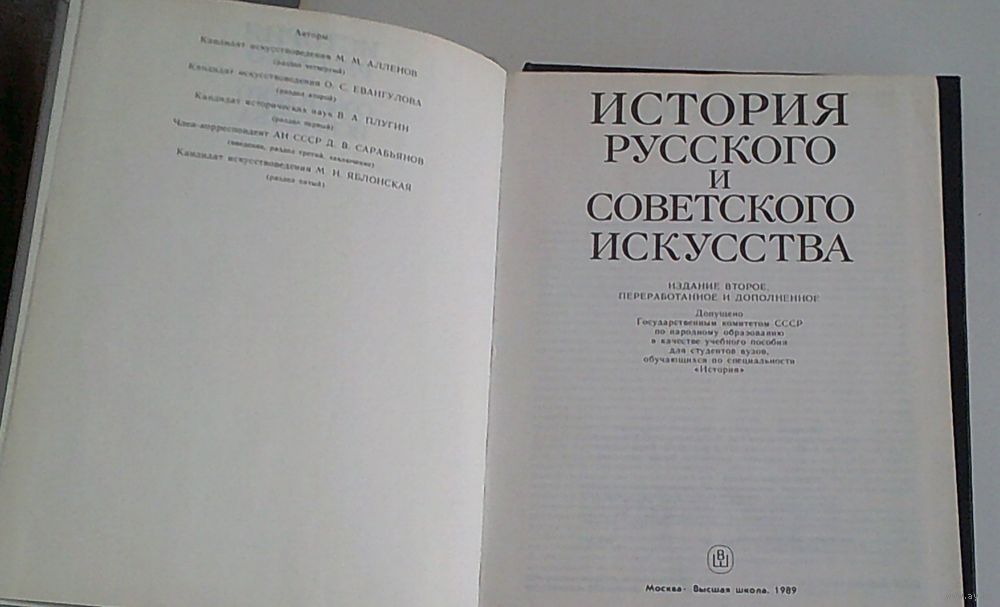 Авторы
Кандидат искусствоведения М. М. АЛЛЕНОВ
(раздел четвертый)
Кандидат искусствоведения О. С. ЕВАНГУЛОВА
(раздел второй)
Кандидат исторических наук В. А. ПЛУГИН
(раздел первый)
Член-корреспондент АН СССР Д. В. САРАБЬЯНОВ
(введение, раздел третий, заключение)
Кандидат искусствоведения М. Н. ЯБЛОНСКАЯ
(раздел пятый)
ИСТОРИЯ
РУССКОГО
И
СОВЕТСКОГО
ИСКУССТВА
ИЗДАНИЕ ВТОРОЕ,
ПЕРЕРАБОТАННОЕ И ДОПОЛНЕННОЕ
Допущено
Государственным комитетом СССР
по народному образованию
в качестве учебного пособия
для студентов вузов,
обучающихся по специальности
«История»
Москва· Высшая школа. 1989